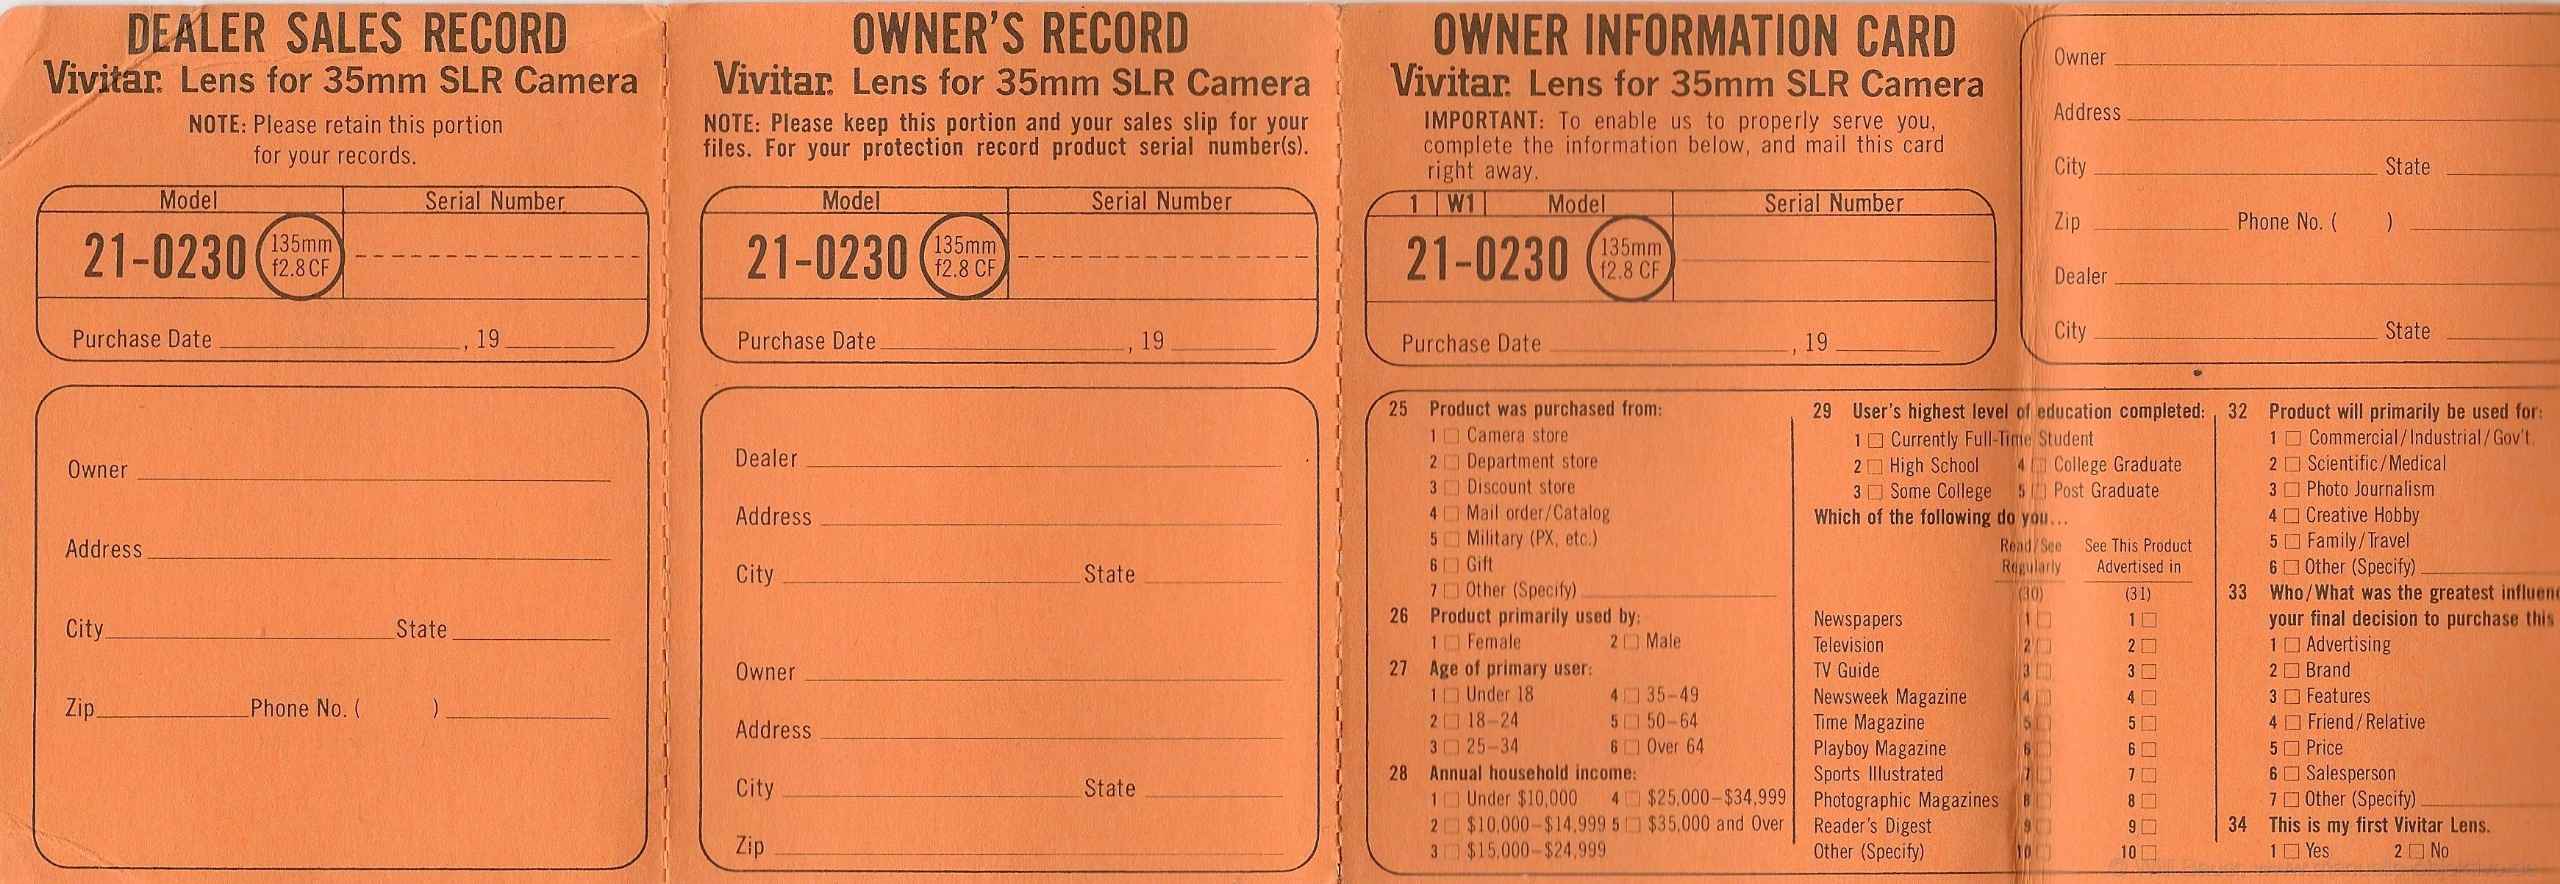 DEALER SALES RECORD
Vivitar. Lens for 35mm SLR Camera
NOTE: Please retain this portion
for your records.
Model Serial Number
21-0230 135mm
f2.8 CF
Purchase Date , 19
Owner
Address
City State
Zip Phone No. ( )
OWNER'S RECORD
Vivitar. Lens for 35mm SLR Camera
NOTE: Please keep this portion and your sales slip for your
files. For your protection record product serial number(s).
Model Serial Number
21-0230 135mm
f2.8 CF
Purchase Date , 19
Dealer
Address
City State
Owner
Address
City State
Zip
OWNER INFORMATION CARD
Vivitar. Lens for 35mm SLR Camera
IMPORTANT: To enable us to properly serve you,
complete the information below, and mail this card
right away.
1 W1 Model Serial Number
21-0230 135mm
f2.8 CF
Purchase Date , 19
Owner
Address
City State
Zip Phone No. ( )
Dealer
City State
25 Product was purchased from:
1 Camera store
2 Department store
3 Discount store
4 Mail order/Catalog
5 Military (PX, etc.)
6 Gift
7 Other (Specify)
26 Product primarily used by:
1 Female 2 Male
27 Age of primary user:
1 Under 18 4 35-49
2 18-24 5 50-64
3 25-34 6 Over 64
28 Annual household income:
1 Under $10,000 4 $25,000-$34,999
2 $10,000-$14,999 5 $35,000 and Over
3 $15,000-$24,999
29 User's highest level of education completed:
1 Currently Full-Time Student
2 High School 4 College Graduate
3 Some College 5 Post Graduate
Which of the following do you...
Read/See See This Product
Regularly Advertised in
(30) (31)
Newspapers 1 1
Television 2 2
TV Guide 3 3
Newsweek Magazine 4 4
Time Magazine 5 5
Playboy Magazine 6 6
Sports Illustrated 7 7
Photographic Magazines 8 8
Reader's Digest 9 9
Other (Specify) 10 10
32 Product will primarily be used for:
1 Commercial/Industrial/Gov't.
2 Scientific/Medical
3 Photo Journalism
4 Creative Hobby
5 Family/Travel
6 Other (Specify)
33 Who/What was the greatest
your final decision to purchase this
1 Advertising
2 Brand
3 Features
4 Friend/Relative
5 Price
6 Salesperson
7 Other (Specify)
34 This is my first Vivitar Lens.
1 Yes 2 No